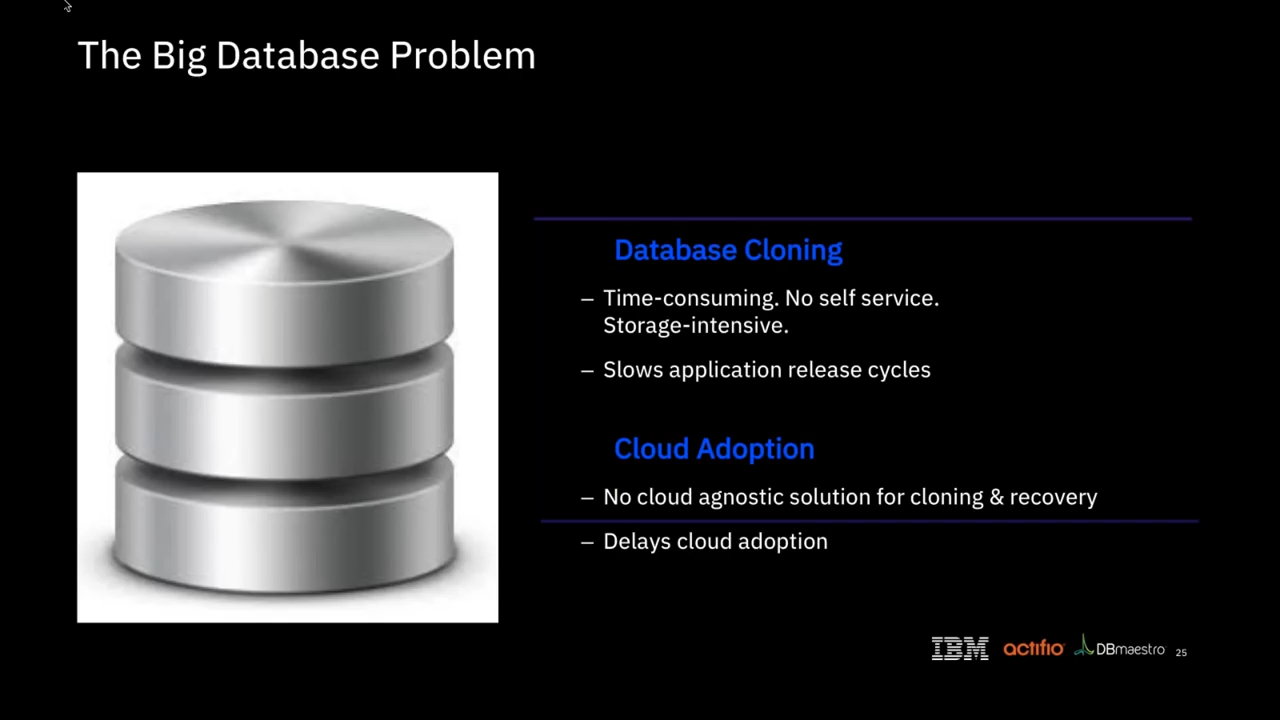 The Big Database Problem
Database Cloning
– Time-consuming. No self service.
Storage-intensive.
– Slows application release cycles
Cloud Adoption
– No cloud agnostic solution for cloning & recovery
– Delays cloud adoption
IBM actifio DBmaestro 25